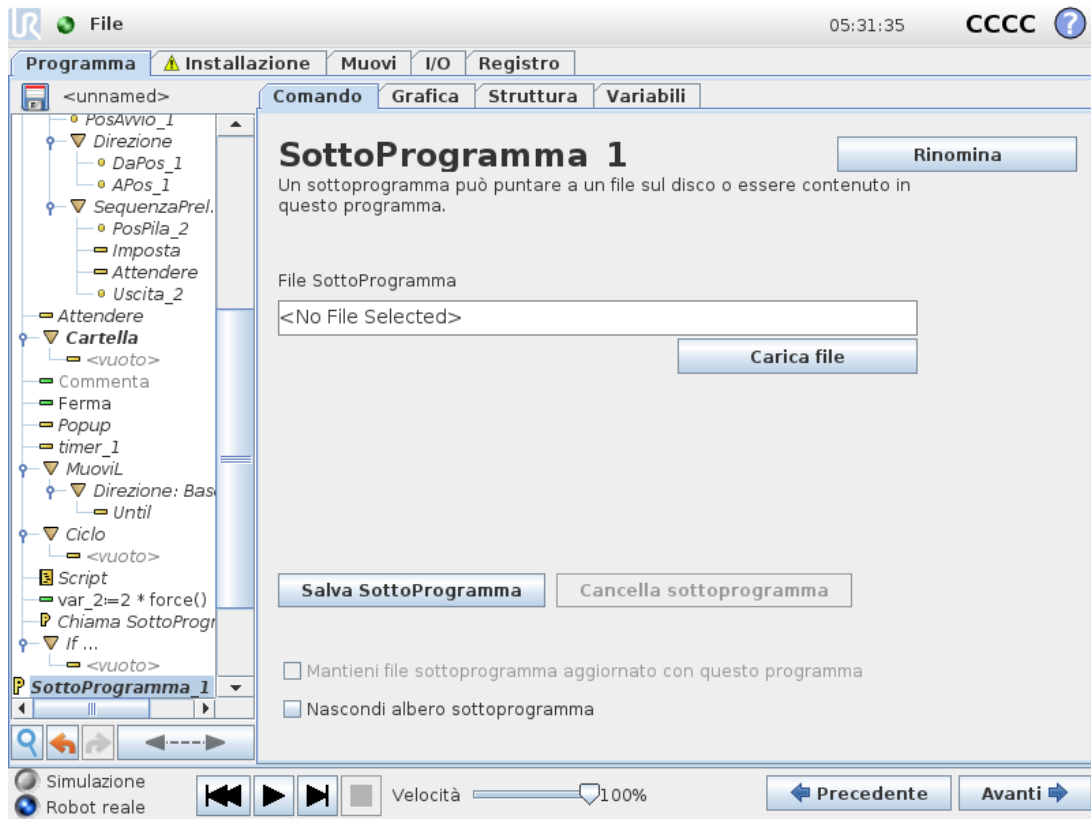 File
05:31:35
CCCC
?
Programma
Installazione
Muovi
I/O
Registro
<unnamed>
Comando
Grafica
Struttura
Variabili
PosAvvio_1
Direzione
DaPos_1
APos_1
SequenzaPrel.
PosPila_2
Imposta
Attendere
Uscita_2
Attendere
Cartella
<vuoto>
Commenta
Ferma
Popup
timer_1
MuoviL
Direzione: Bas
Until
Ciclo
<vuoto>
Script
var_2:=2 * force()
Chiama SottoProgr
If ...
<vuoto>
SottoProgramma_1
SottoProgramma 1
Rinomina
Un sottoprogramma può puntare a un file sul disco o essere contenuto in
questo programma.
File SottoProgramma
<No File Selected>
Carica file
Salva SottoProgramma
Cancella sottoprogramma
Mantieni file sottoprogramma aggiornato con questo programma
Nascondi albero sottoprogramma
Simulazione
Robot reale
Velocità
100%
Precedente
Avanti